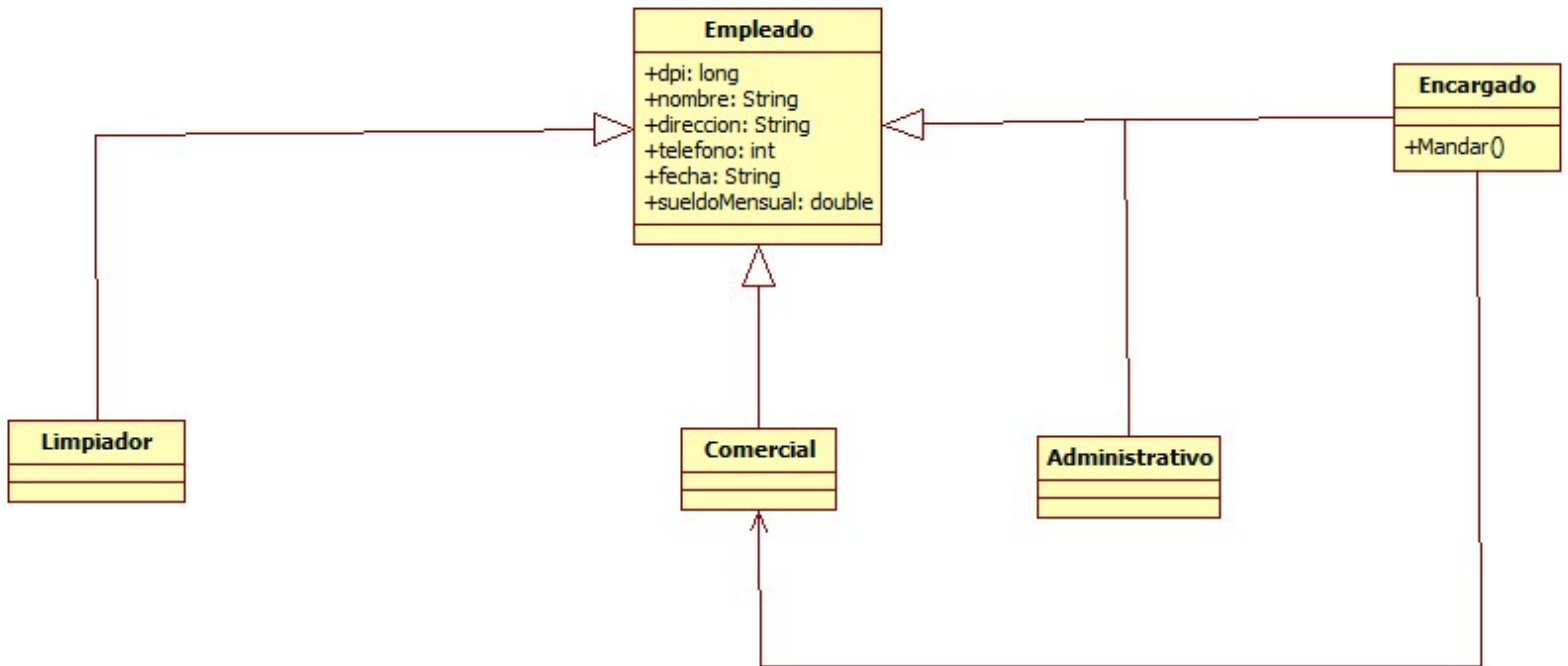 Empleado
+dpi: long
+nombre: String
+direccion: String
+telefono: int
+fecha: String
+sueldoMensual: double
Encargado
+Mandar()
Limpiador
Comercial
Administrativo